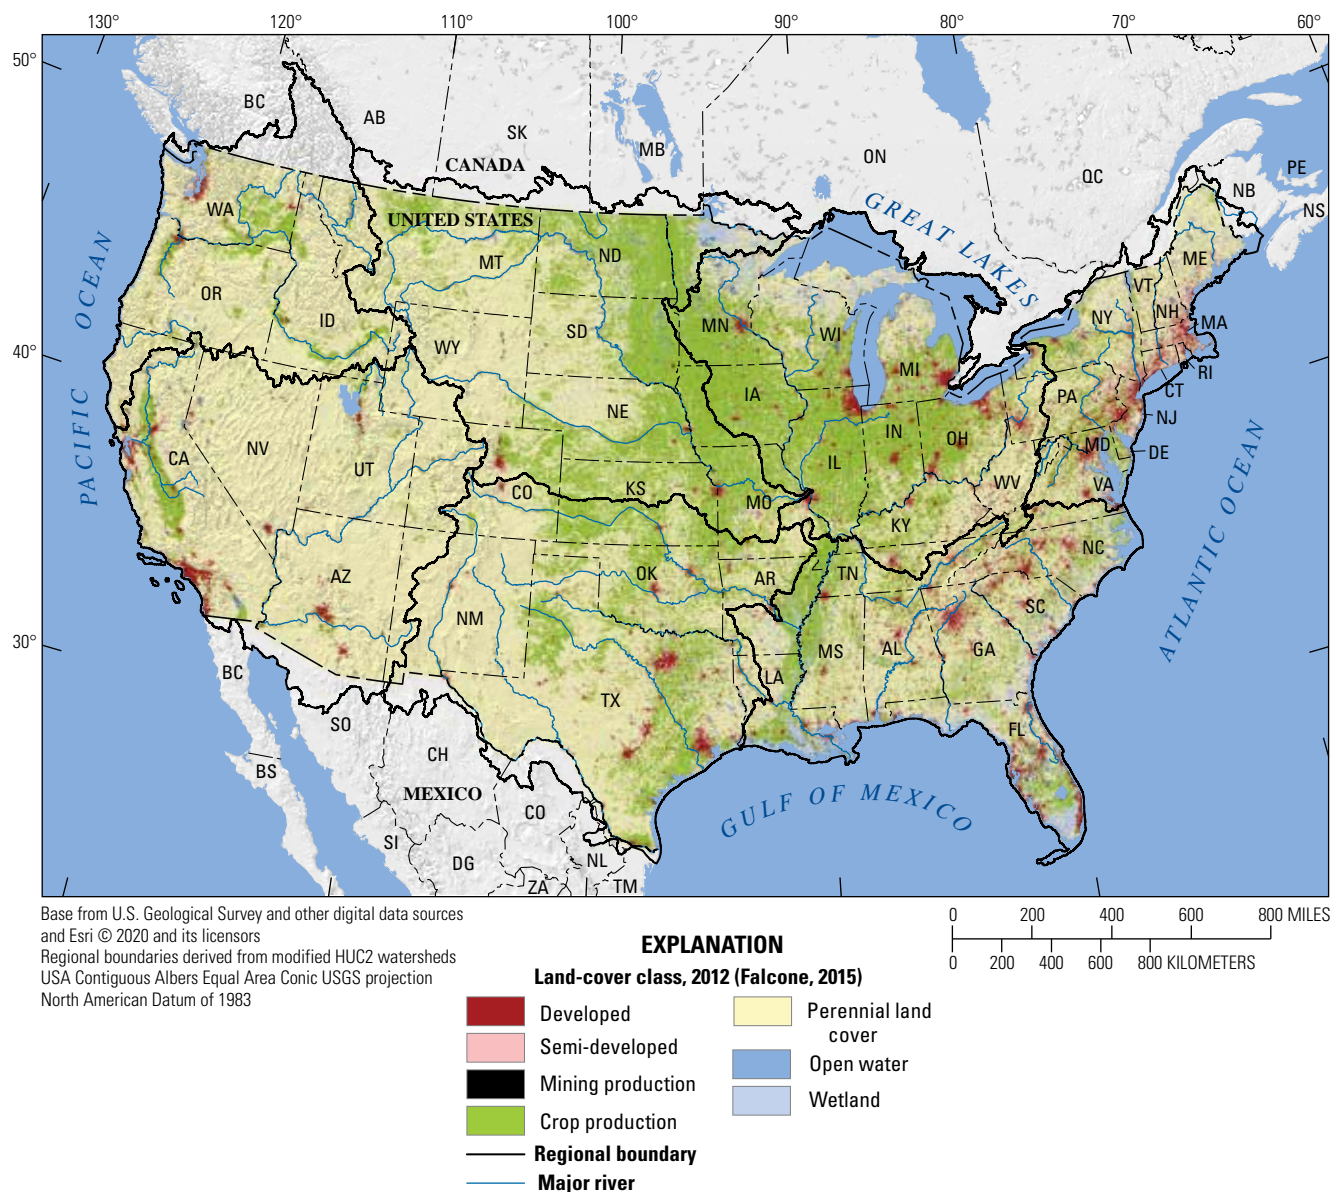 130°
120°
110°
100°
90°
80°
70°
60°
50°
40°
30°
BC
AB
SK
MB
ON
QC
NB
PE
NS
CANADA
UNITED STATES
GREAT LAKES
PACIFIC OCEAN
ATLANTIC OCEAN
GULF OF MEXICO
WA
MT
ND
ME
OR
ID
WY
SD
MN
WI
MI
NY
VT
NH
MA
RI
CT
NJ
PA
NE
IA
IL
IN
OH
MD
DE
CA
NV
UT
CO
KS
MO
KY
WV
VA
AZ
NM
OK
AR
TN
NC
SC
TX
LA
MS
AL
GA
FL
BC
SO
CH
BS
MEXICO
CO
SI
DG
NL
ZA
TM
Base from U.S. Geological Survey and other digital data sources
and Esri © 2020 and its licensors
Regional boundaries derived from modified HUC2 watersheds
USA Contiguous Albers Equal Area Conic USGS projection
North American Datum of 1983
0 200 400 600 800 MILES
0 200 400 600 800 KILOMETERS
EXPLANATION
Land-cover class, 2012 (Falcone, 2015)
Developed
Semi-developed
Mining production
Crop production
Regional boundary
Major river
Perennial land
cover
Open water
Wetland